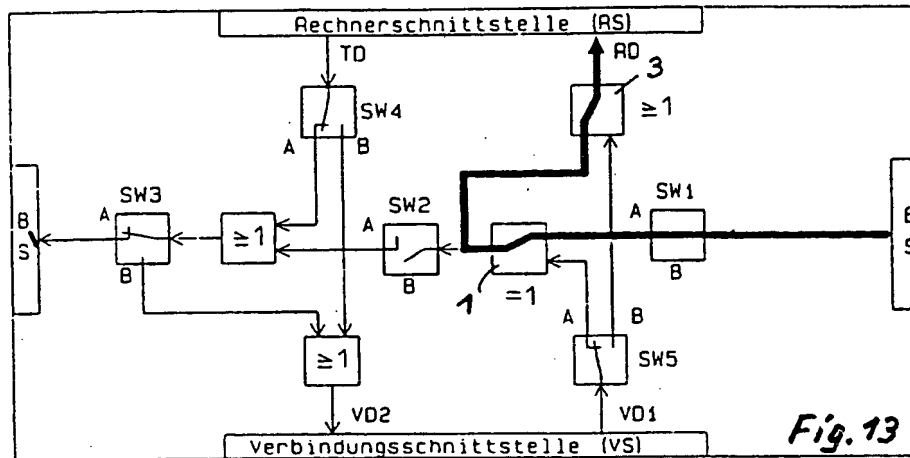 Rechnerschnittstelle (RS)
TD
RD
3
≥1
SW4
A
B
SW3
A
B
S
≥1
A
SW2
B
A
SW1
B
B
S
B
1
=1
A
B
SW5
≥1
VD2
VD1
Verbindungsschnittstelle (VS)
Fig. 13